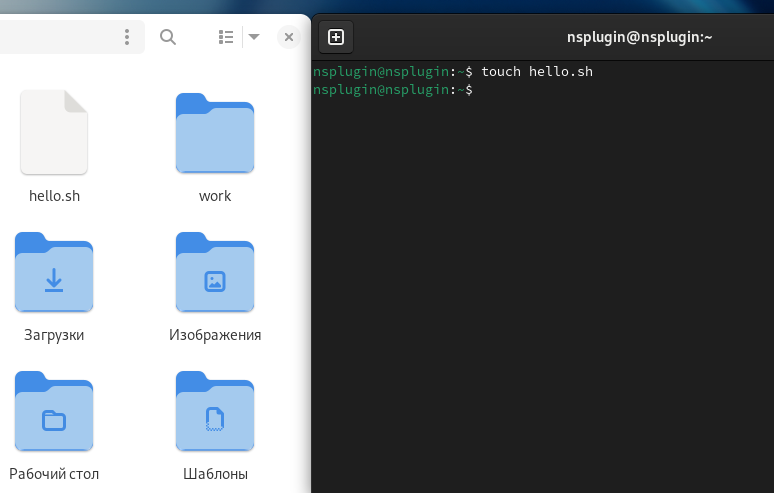 hello.sh
work
Загрузки
Изображения
Рабочий стол
Шаблоны
nsplugin@nsplugin:~
nsplugin@nsplugin:~$ touch hello.sh
nsplugin@nsplugin:~$